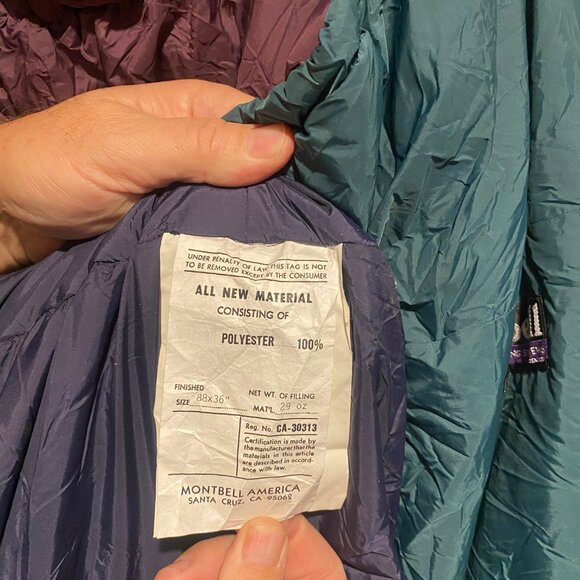 UNDER PENALTY OF LAW THIS TAG IS NOT
TO BE REMOVED EXCEPT BY THE CONSUMER
ALL NEW MATERIAL
CONSISTING OF
POLYESTER 100%
FINISHED
SIZE 88x36"
NET WT. OF FILLING
MAT'L 29 oz
Reg. No. CA-30313
Certification is made by
the manufacturer that the
materials in this article
are described in accord-
ance with law.
MONTBELL AMERICA
SANTA CRUZ, CA 95062